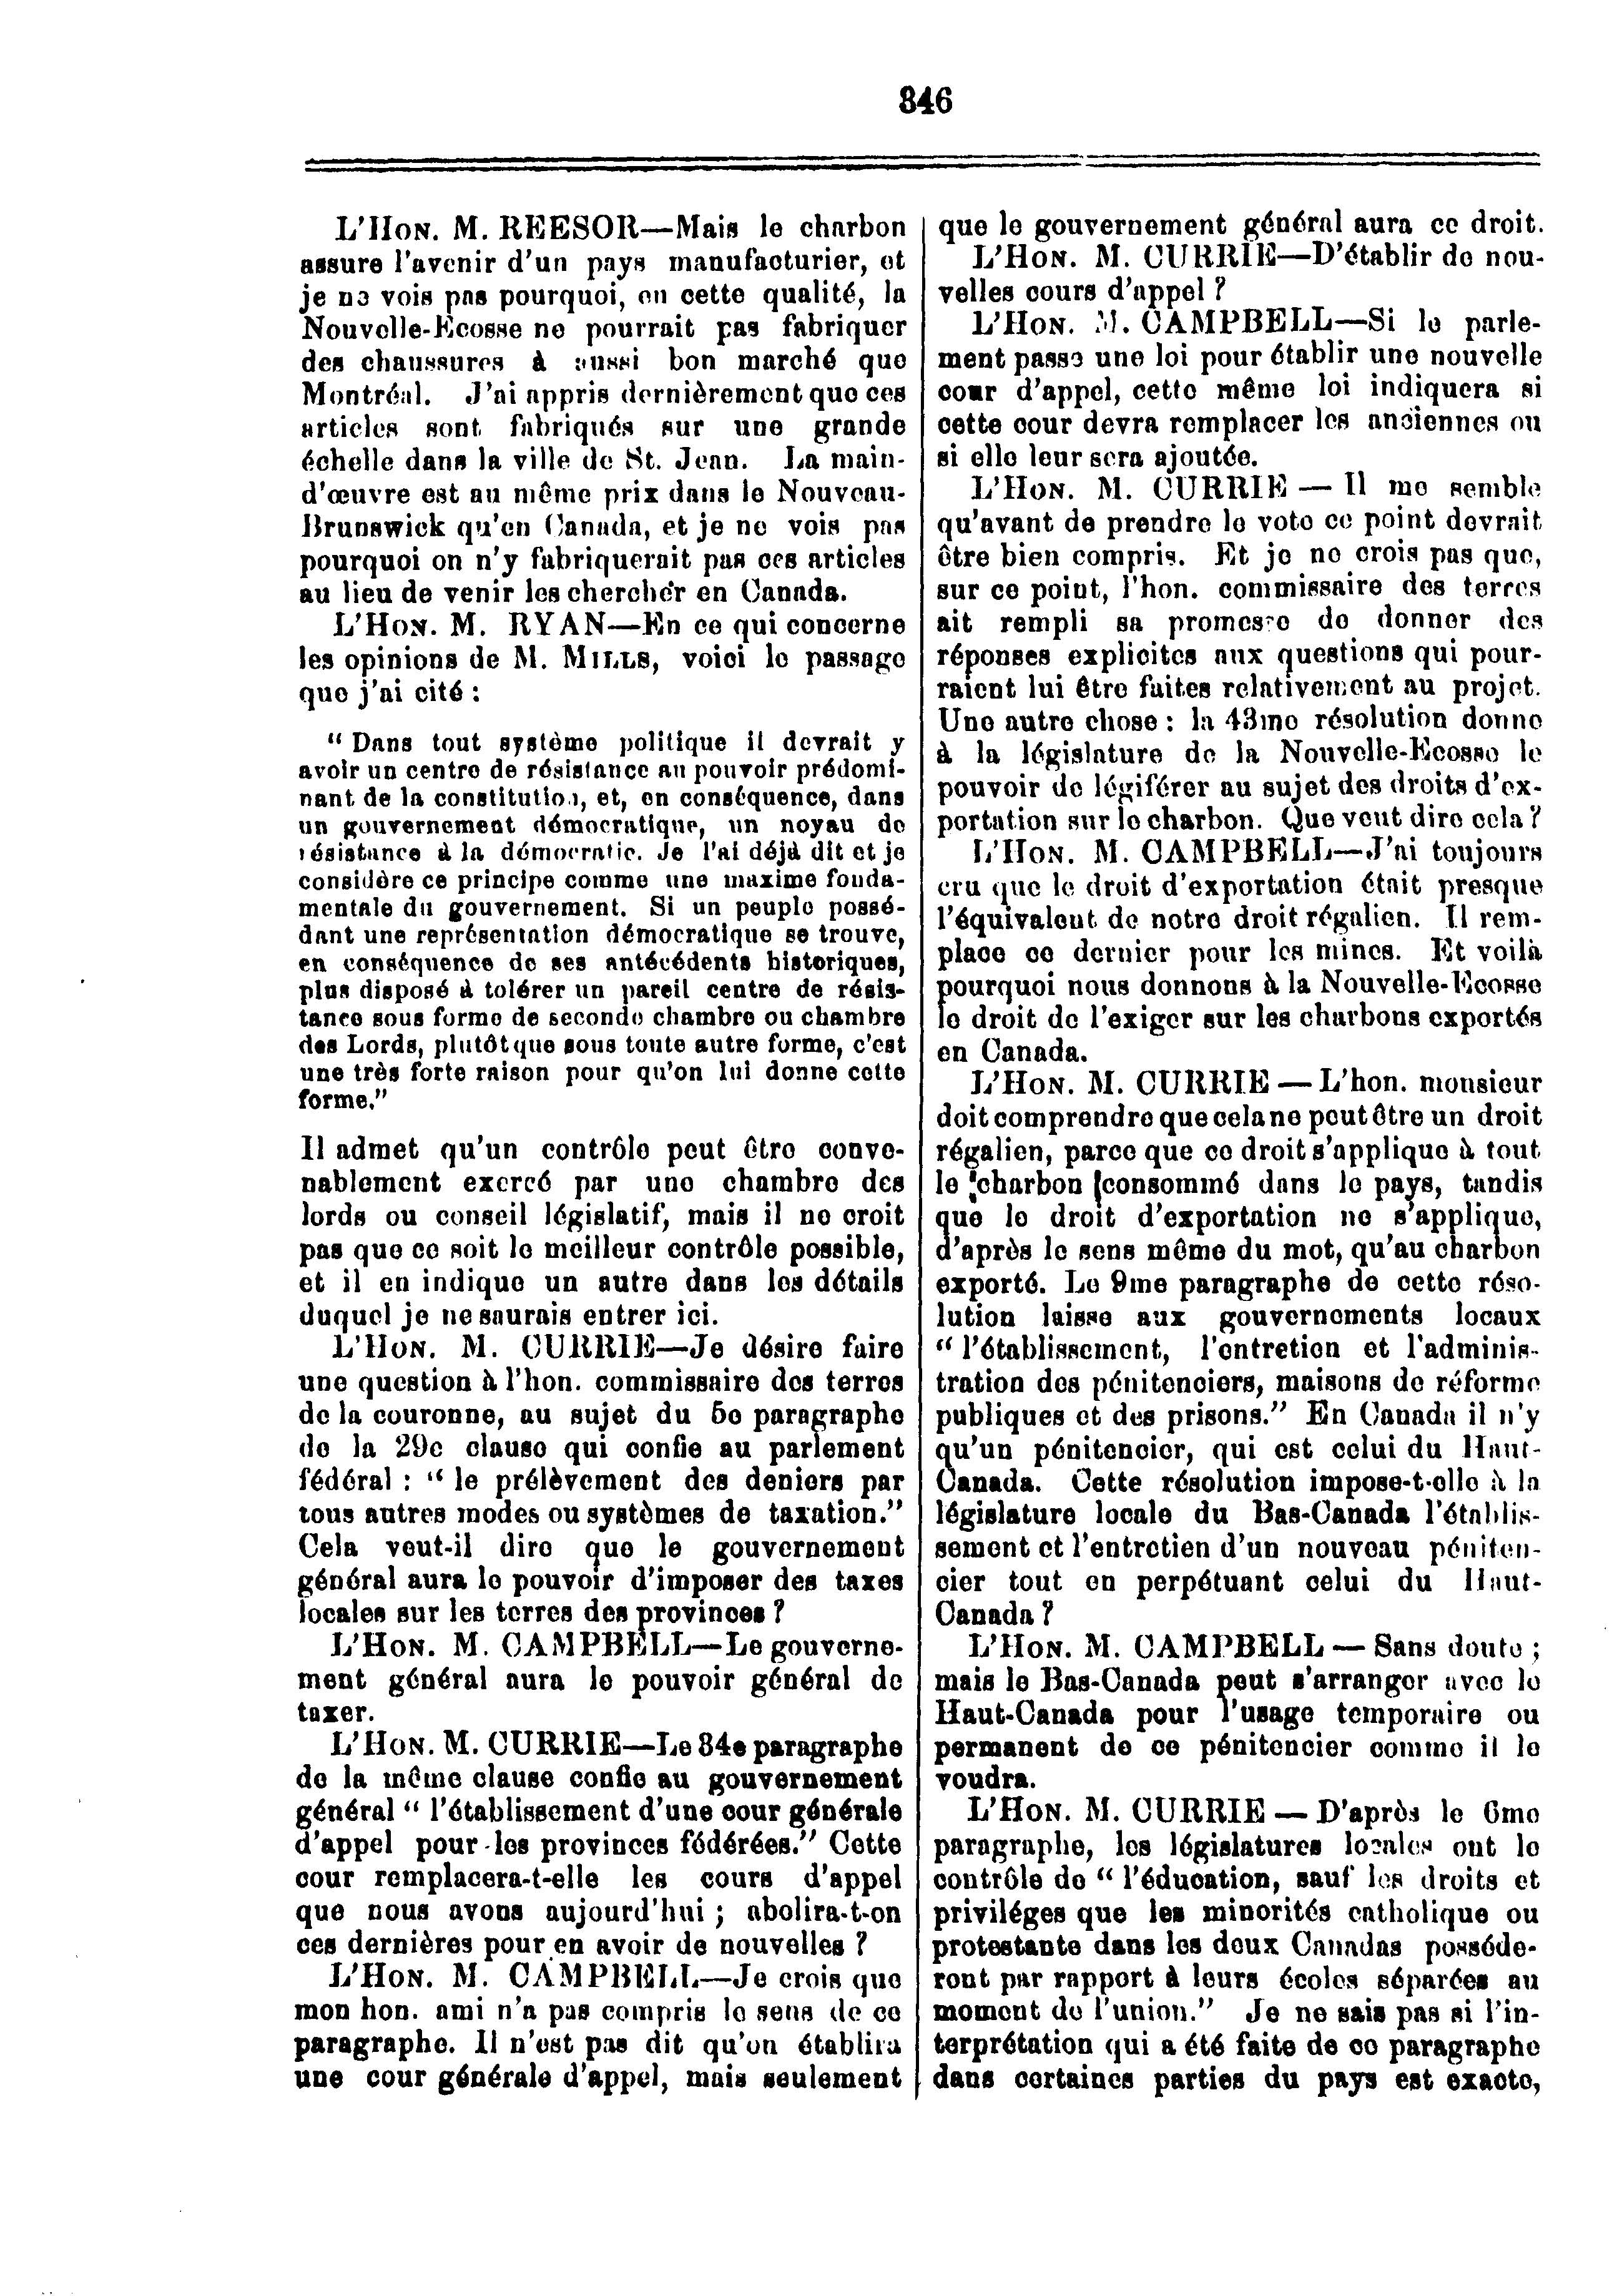 346
L'HON. M. REESOR—Mais le charbon
assure l'avenir d'un pays manufacturier, et
je ne vois pas pourquoi, en cette qualité, la
Nouvelle-Ecosse ne pourrait pas fabriquer
des chaussures à aussi bon marché que
Montréal. J'ai appris dernièrement que ces
articles sont fabriqués sur une grande
échelle dans la ville de St. Jean. La main-
d'œuvre est au même prix dans le Nouveau-
Brunswick qu'en Canada, et je ne vois pas
pourquoi on n'y fabriquerait pas ces articles
au lieu de venir les chercher en Canada.
L'HON. M. RYAN—En ce qui concerne
les opinions de M. MILLS, voici le passage
que j'ai cité :
“ Dans tout système politique il devrait y
avoir un centre de résistance au pouvoir prédomi-
nant de la constitution, et, en conséquence, dans
un gouvernement démocratique, un noyau de
résistance à la démocratie. Je l'ai déjà dit et je
considère ce principe comme une maxime fonda-
mentale du gouvernement. Si un peuple possé-
dant une représentation démocratique se trouve,
en conséquence de ses antécédents historiques,
plus disposé à tolérer un pareil centre de résis-
tance sous forme de seconde chambre ou chambre
des Lords, plutôt que sous toute autre forme, c'est
une très forte raison pour qu'on lui donne cette
forme.”
Il admet qu'un contrôle peut être conve-
nablement exercé par une chambre des
lords ou conseil législatif, mais il ne croit
pas que ce soit le meilleur contrôle possible,
et il en indique un autre dans les détails
duquel je ne saurais entrer ici.
L'HON. M. CURRIE—Je désire faire
une question à l'hon. commissaire des terres
de la couronne, au sujet du 5e paragraphe
de la 29e clause qui confie au parlement
fédéral : “ le prélèvement des deniers par
tous autres modes ou systèmes de taxation.”
Cela veut-il dire que le gouvernement
général aura le pouvoir d'imposer des taxes
locales sur les terres des provinces ?
L'HON. M. CAMPBELL—Le gouverne-
ment général aura le pouvoir général de
taxer.
L'HON. M. CURRIE—Le 34e paragraphe
de la même clause confie au gouvernement
général “ l'établissement d'une cour générale
d'appel pour les provinces fédérées.” Cette
cour remplacera-t-elle les cours d'appel
que nous avons aujourd'hui ; abolira-t-on
ces dernières pour en avoir de nouvelles ?
L'HON. M. CAMPBELL—Je crois que
mon hon. ami n'a pas compris le sens de ce
paragraphe. Il n'est pas dit qu'on établira
une cour générale d'appel, mais seulement
que le gouvernement général aura ce droit.
L'HON. M. CURRIE—D'établir de nou-
velles cours d'appel ?
L'HON. M. CAMPBELL—Si le parle-
ment passe une loi pour établir une nouvelle
cour d'appel, cette même loi indiquera si
cette cour devra remplacer les anciennes ou
si elle leur sera ajoutée.
L'HON. M. CURRIE — Il me semble
qu'avant de prendre le vote ce point devrait
être bien compris. Et je ne crois pas que,
sur ce point, l'hon. commissaire des terres
ait rempli sa promesse de donner des
réponses explicites aux questions qui pour-
raient lui être faites relativement au projet.
Une autre chose : la 43me résolution donne
à la législature de la Nouvelle-Ecosse le
pouvoir de légiférer au sujet des droits d'ex-
portation sur le charbon. Que veut dire cela ?
L'HON. M. CAMPBELL—J'ai toujours
cru que le droit d'exportation était presque
l'équivalent de notre droit régalien. Il rem-
place ce dernier pour les mines. Et voilà
pourquoi nous donnons à la Nouvelle-Ecosse
le droit de l'exiger sur les charbons exportés
en Canada.
L'HON. M. CURRIE — L'hon. monsieur
doit comprendre que cela ne peut être un droit
régalien, parce que ce droit s'applique à tout
le charbon consommé dans le pays, tandis
que le droit d'exportation ne s'applique,
d'après le sens même du mot, qu'au charbon
exporté. Le 9me paragraphe de cette réso-
lution laisse aux gouvernements locaux
“ l'établissement, l'entretien et l'adminis-
tration des pénitenciers, maisons de réforme
publiques et des prisons.” En Canada il n'y
qu'un pénitencier, qui est celui du Haut-
Canada. Cette résolution impose-t-elle à la
législature locale du Bas-Canada l'établis-
sement et l'entretien d'un nouveau péniten-
cier tout en perpétuant celui du Haut-
Canada ?
L'HON. M. CAMPBELL — Sans doute ;
mais le Bas-Canada peut s'arranger avec le
Haut-Canada pour l'usage temporaire ou
permanent de ce pénitencier comme il le
voudra.
L'HON. M. CURRIE — D'après le 6me
paragraphe, les législatures locales ont le
contrôle de “ l'éducation, sauf les droits et
priviléges que les minorités catholique ou
protestante dans les deux Canadas posséde-
ront par rapport à leurs écoles séparées au
moment de l'union.” Je ne sais pas si l'in-
terprétation qui a été faite de ce paragraphe
dans certaines parties du pays est exacte,